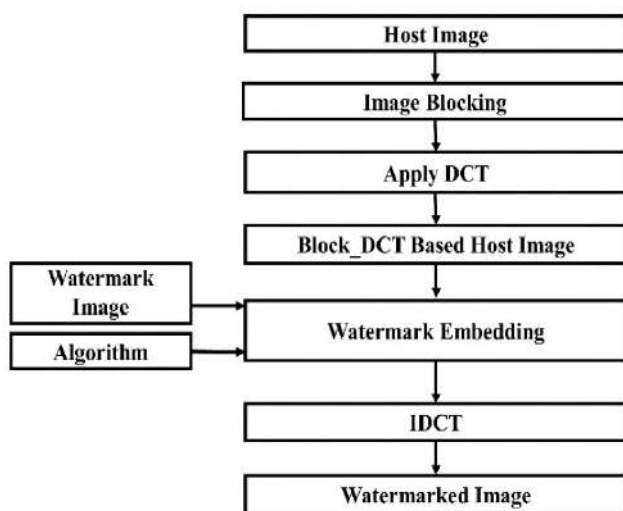 Host Image
Image Blocking
Apply DCT
Block_DCT Based Host Image
Watermark
Image
Algorithm
Watermark Embedding
IDCT
Watermarked Image